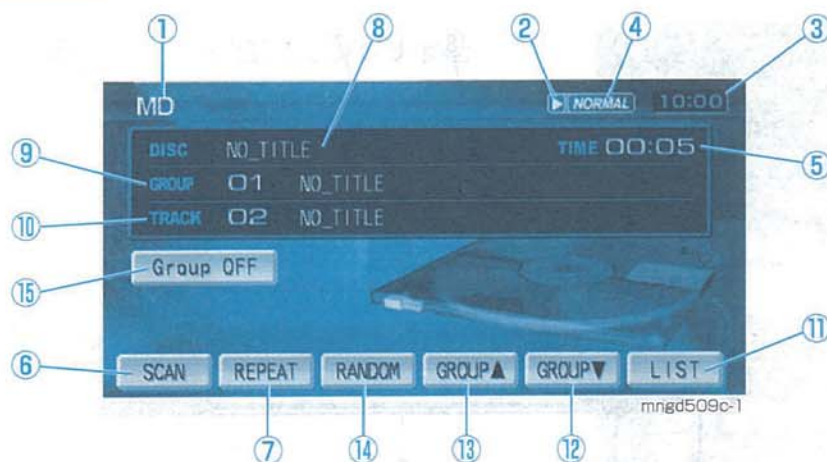 ① ⑧ ② ④ ③
MD ▶ NORMAL 10:00
⑨ DISC NO_TITLE TIME 00:05 ⑤
GROUP 01 NO_TITLE
⑩ TRACK 02 NO_TITLE
⑮ Group OFF
⑪
⑥ SCAN REPEAT RANDOM GROUP▲ GROUP▼ LIST
mngd509c-1
⑦ ⑭ ⑬ ⑫